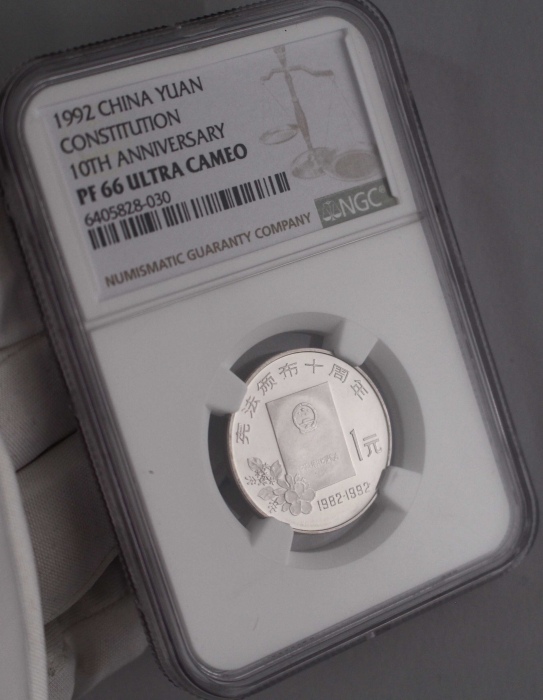 1992 CHINA YUAN
CONSTITUTION
10TH ANNIVERSARY
PF 66 ULTRA CAMEO
6405828-030
NGC
NUMISMATIC GUARANTY COMPANY
宪法颁布十周年
1元
1982-1992